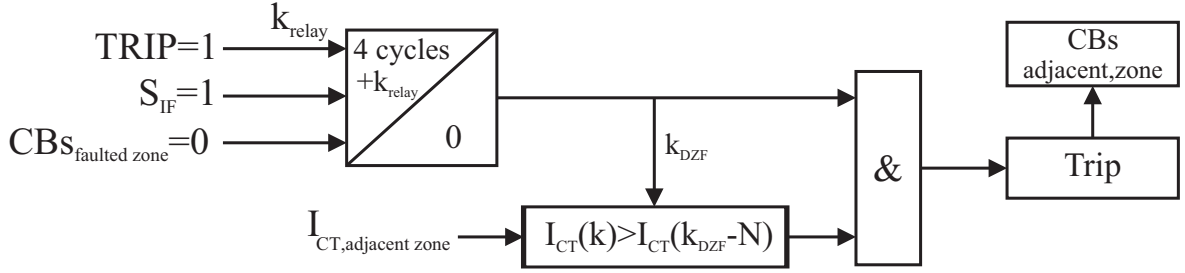 k_relay
TRIP=1
S_IF=1
CBs_faulted zone=0
4 cycles
+k_relay
0
k_DZF
I_CT,adjacent zone
I_CT(k)>I_CT(k_DZF-N)
&
Trip
CBs
adjacent,zone